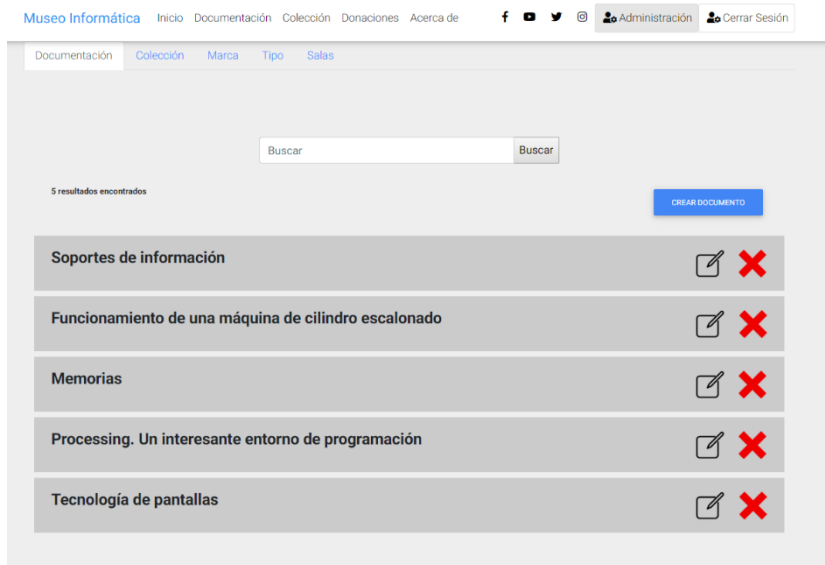 Museo Informática Inicio Documentación Colección Donaciones Acerca de Administración Cerrar Sesión
Documentación Colección Marca Tipo Salas
Buscar Buscar
5 resultados encontrados
CREAR DOCUMENTO
Soportes de información
Funcionamiento de una máquina de cilindro escalonado
Memorias
Processing. Un interesante entorno de programación
Tecnología de pantallas